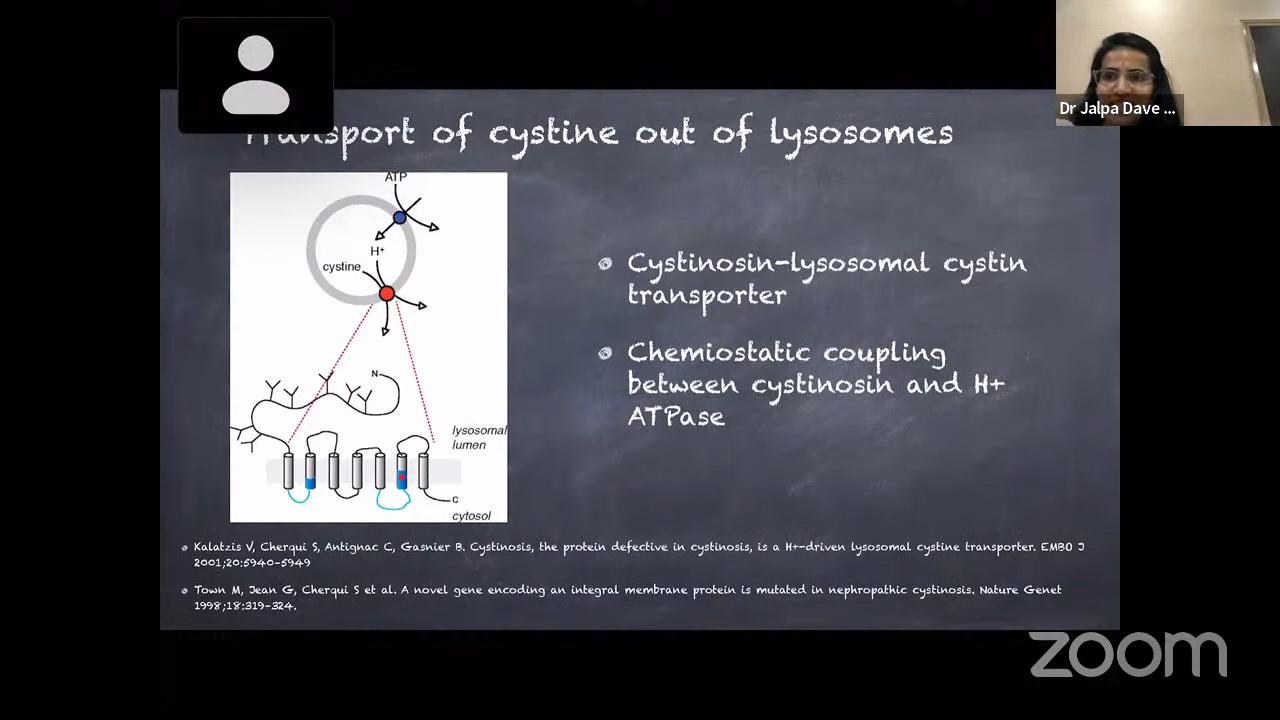 Transport of cystine out of lysosomes
Dr Jalpa Dave ...
ATP
H+
cystine
N
lysosomal
lumen
C
cytosol
Cystinosin-lysosomal cystin
transporter
Chemiostatic coupling
between cystinosin and H+
ATPase
Kalatzis V, Cherqui S, Antignac C, Gasnier B. Cystinosis, the protein defective in cystinosis, is a H+-driven lysosomal cystine transporter. EMBO J
2001;20:5940-5949
Town M, Jean G, Cherqui S et al. A novel gene encoding an integral membrane protein is mutated in nephropathic cystinosis. Nature Genet
1998;18:319-324.
zoom